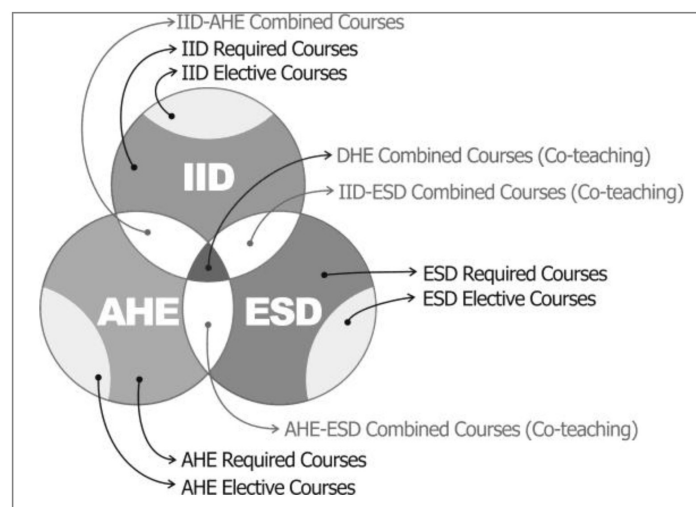 IID-AHE Combined Courses
IID Required Courses
IID Elective Courses
DHE Combined Courses (Co-teaching)
IID
IID-ESD Combined Courses (Co-teaching)
ESD Required Courses
ESD Elective Courses
AHE
ESD
AHE-ESD Combined Courses (Co-teaching)
AHE Required Courses
AHE Elective Courses